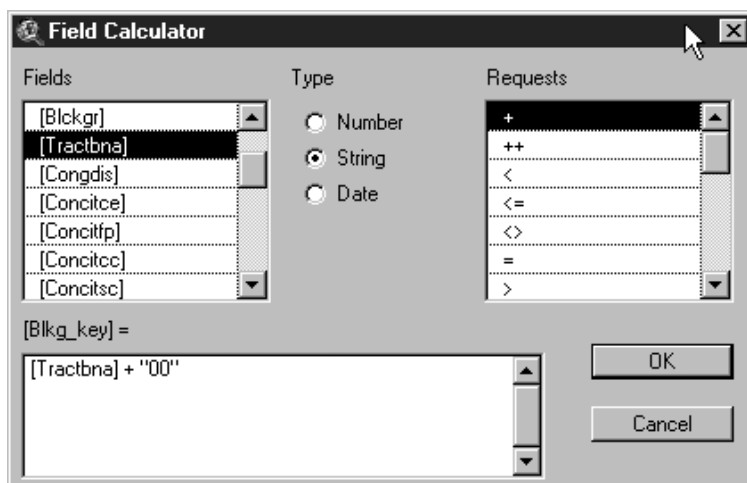 Field Calculator
Fields
[Blckgr]
[Tractbna]
[Congdis]
[Concitce]
[Concitfp]
[Concitcc]
[Concitsc]
Type
Number
String
Date
Requests
+
++
<
<=
<>
=
>
[Blkg_key] =
[Tractbna] + "00"
OK
Cancel